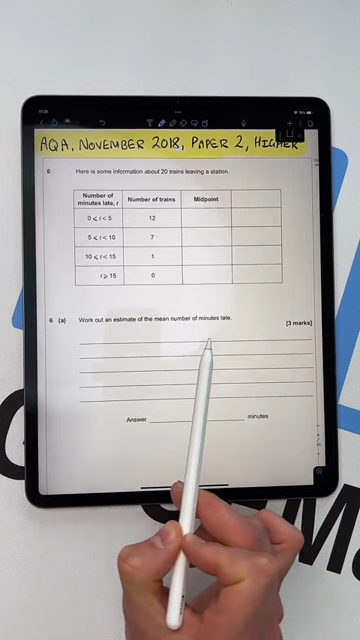 AQA, NOVEMBER 2018, PAPER 2, HIGHER
6 Here is some information about 20 trains leaving a station.
Number of minutes late, t Number of trains Midpoint
0 ⩽ t < 5 12
5 ⩽ t < 10 7
10 ⩽ t < 15 1
t ⩾ 15 0
6 (a) Work out an estimate of the mean number of minutes late.
[3 marks]
Answer minutes